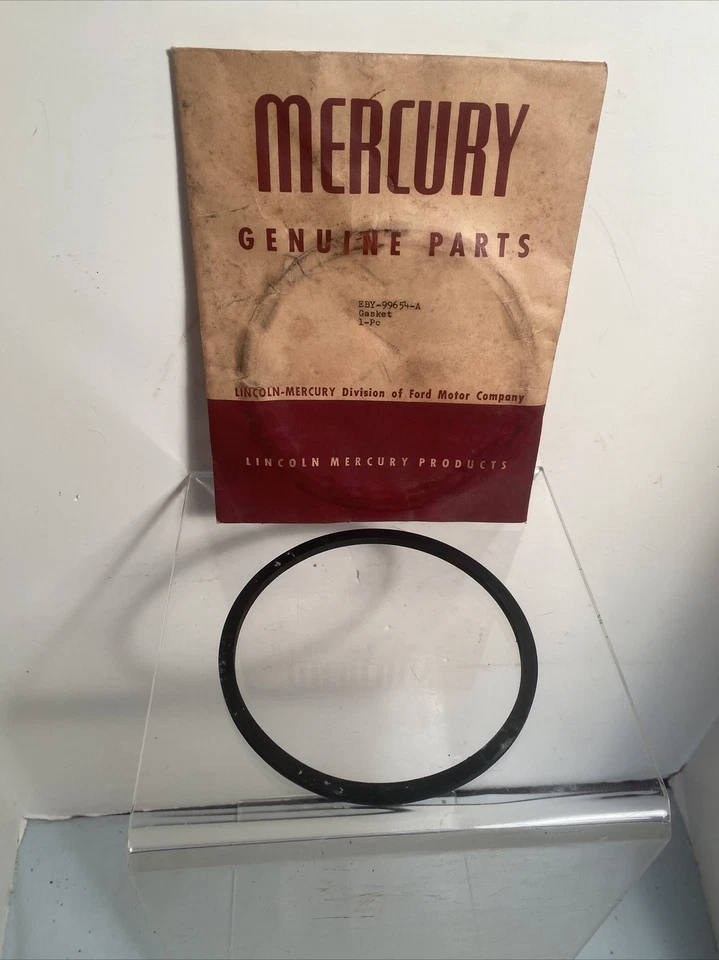 MERCURY
GENUINE PARTS
EBY-99654-A
Gasket
1-Pc
LINCOLN-MERCURY Division of Ford Motor Company
LINCOLN MERCURY PRODUCTS